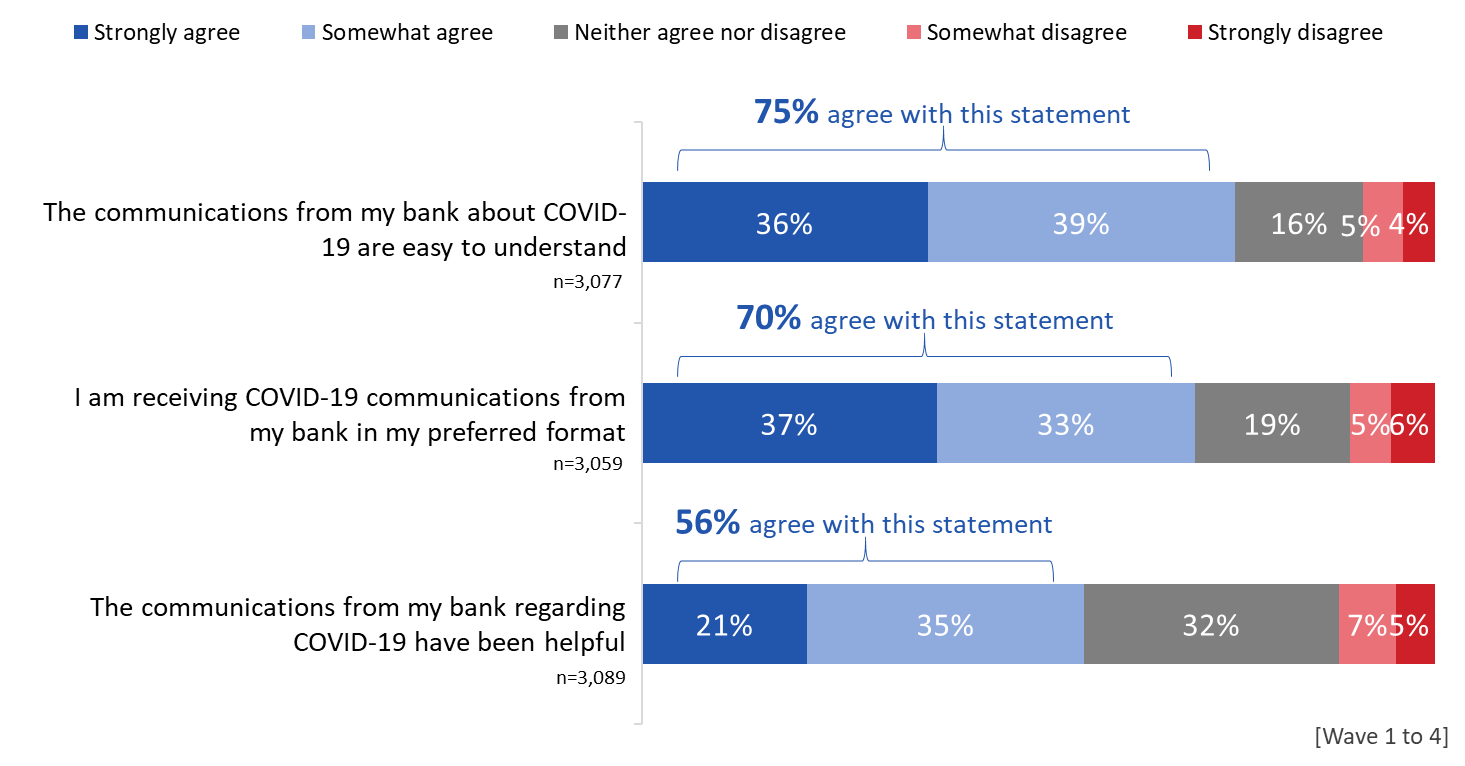 Strongly agree Somewhat agree Neither agree nor disagree Somewhat disagree Strongly disagree
75% agree with this statement
The communications from my bank about COVID-
19 are easy to understand
n=3,077
36% 39% 16% 5% 4%
70% agree with this statement
I am receiving COVID-19 communications from
my bank in my preferred format
n=3,059
37% 33% 19% 5% 6%
56% agree with this statement
The communications from my bank regarding
COVID-19 have been helpful
n=3,089
21% 35% 32% 7% 5%
[Wave 1 to 4]